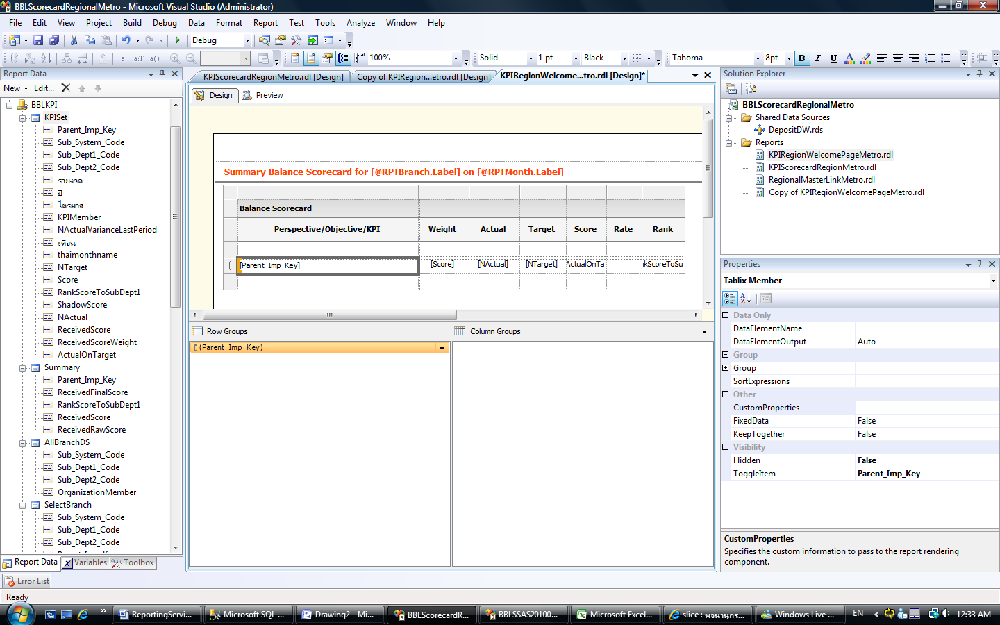 BBLScorecardRegionalMetro - Microsoft Visual Studio (Administrator)
File Edit View Project Build Debug Data Format Report Test Tools Analyze Window Help
Debug
100% Solid 1 pt Black Tahoma 8pt B I U
Report Data
New Edit...
BBLKPI
KPISet
Parent_Imp_Key
Sub_System_Code
Sub_Dept1_Code
Sub_Dept2_Code
รายงวด
ปี
ไตรมาส
KPIMember
NActualVarianceLastPeriod
เดือน
thaimonthname
NTarget
Score
RankScoreToSubDept1
ShadowScore
NActual
ReceivedScore
ReceivedScoreWeight
ActualOnTarget
Summary
Parent_Imp_Key
ReceivedFinalScore
RankScoreToSubDept1
ReceivedScore
ReceivedRawScore
AllBranchDS
Sub_System_Code
Sub_Dept1_Code
Sub_Dept2_Code
OrganizationMember
SelectBranch
Sub_System_Code
Sub_Dept1_Code
Sub_Dept2_Code
Report Data Variables Toolbox
Error List
KPIScorecardRegionMetro.rdl [Design] Copy of KPIRegion...etro.rdl [Design] KPIRegionWelcome...tro.rdl [Design]*
Design Preview
Summary Balance Scorecard for [@RPTBranch.Label] on [@RPTMonth.Label]
Balance Scorecard
Perspective/Objective/KPI Weight Actual Target Score Rate Rank
[Parent_Imp_Key] [Score] [NActual] [NTarget] ActualOnTa kScoreToSu
Row Groups Column Groups
[ (Parent_Imp_Key)
Solution Explorer
BBLScorecardRegionalMetro
Shared Data Sources
DepositDW.rds
Reports
KPIRegionWelcomePageMetro.rdl
KPIScorecardRegionMetro.rdl
RegionalMasterLinkMetro.rdl
Copy of KPIRegionWelcomePageMetro.rdl
Properties
Tablix Member
Data Only
DataElementName
DataElementOutput Auto
Group
Group
SortExpressions
Other
CustomProperties
FixedData False
KeepTogether False
Visibility
Hidden False
ToggleItem Parent_Imp_Key
CustomProperties
Specifies the custom information to pass to the report rendering
component.
Ready
ReportingServi... Microsoft SQL ... Drawing2 - Mi... BBLScorecardR... BBLSSAS20100... Microsoft Excel... slice : พอนานุกร... Windows Live ... EN 12:33 AM